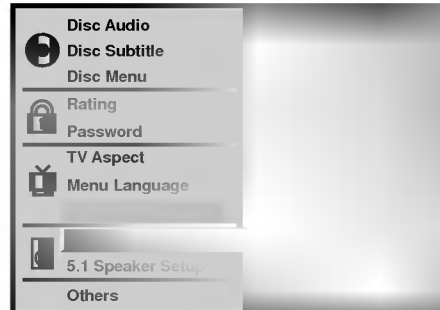 Disc Audio
Disc Subtitle
Disc Menu
Rating
Password
TV Aspect
Menu Language
5.1 Speaker Setup
Others